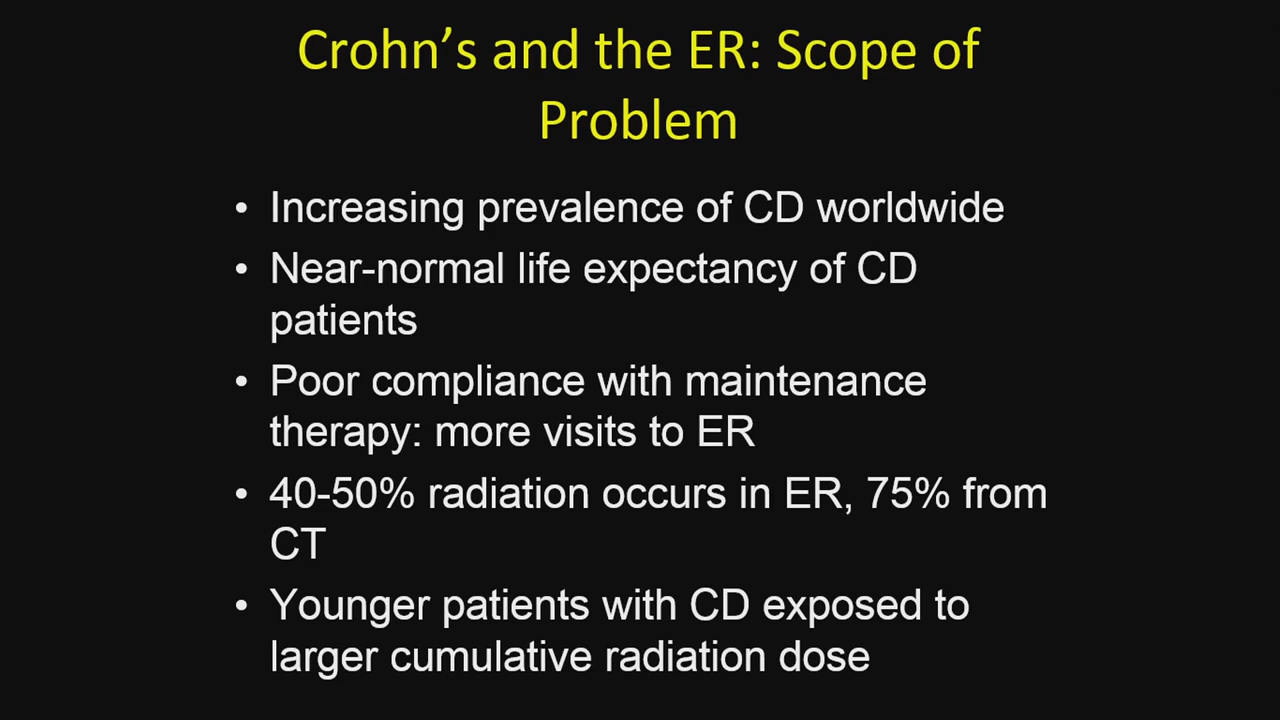 Crohn’s and the ER: Scope of
Problem
• Increasing prevalence of CD worldwide
• Near-normal life expectancy of CD
patients
• Poor compliance with maintenance
therapy: more visits to ER
• 40-50% radiation occurs in ER, 75% from
CT
• Younger patients with CD exposed to
larger cumulative radiation dose